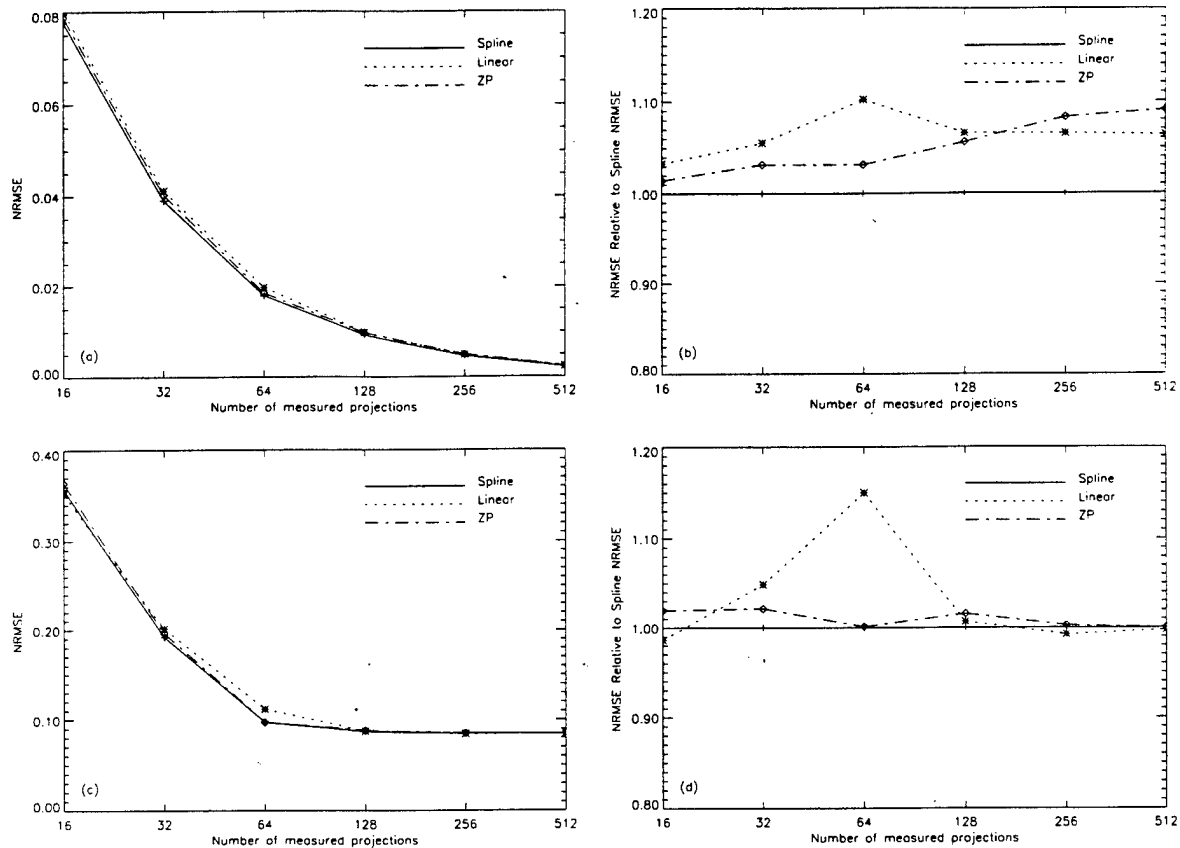 0.08
0.06
0.04
0.02
0.00
NRMSE
Spline
Linear
ZP
(a)
16 32 64 128 256 512
Number of measured projections
1.20
1.10
1.00
0.90
0.80
NRMSE Relative to Spline NRMSE
Spline
Linear
ZP
(b)
16 32 64 128 256 512
Number of measured projections
0.40
0.30
0.20
0.10
0.00
NRMSE
Spline
Linear
ZP
(c)
16 32 64 128 256 512
Number of measured projections
1.20
1.10
1.00
0.90
0.80
NRMSE Relative to Spline NRMSE
Spline
Linear
ZP
(d)
16 32 64 128 256 512
Number of measured projections